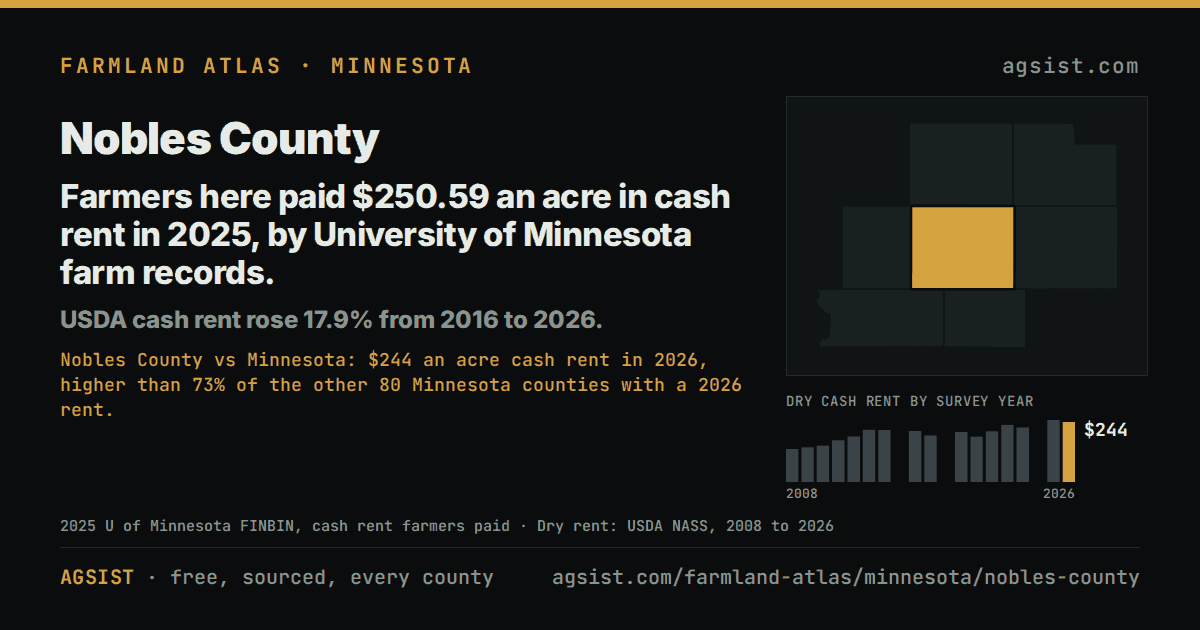 FARMLAND ATLAS · MINNESOTA
agsist.com
Nobles County
Farmers here paid $250.59 an acre in cash
rent in 2025, by University of Minnesota
farm records.
USDA cash rent rose 17.9% from 2016 to 2026.
Nobles County vs Minnesota: $244 an acre cash rent in 2026,
higher than 73% of the other 80 Minnesota counties with a 2026
rent.
DRY CASH RENT BY SURVEY YEAR
$244
2008
2026
2025 U of Minnesota FINBIN, cash rent farmers paid · Dry rent: USDA NASS, 2008 to 2026
AGSIST · free, sourced, every county
agsist.com/farmland-atlas/minnesota/nobles-county